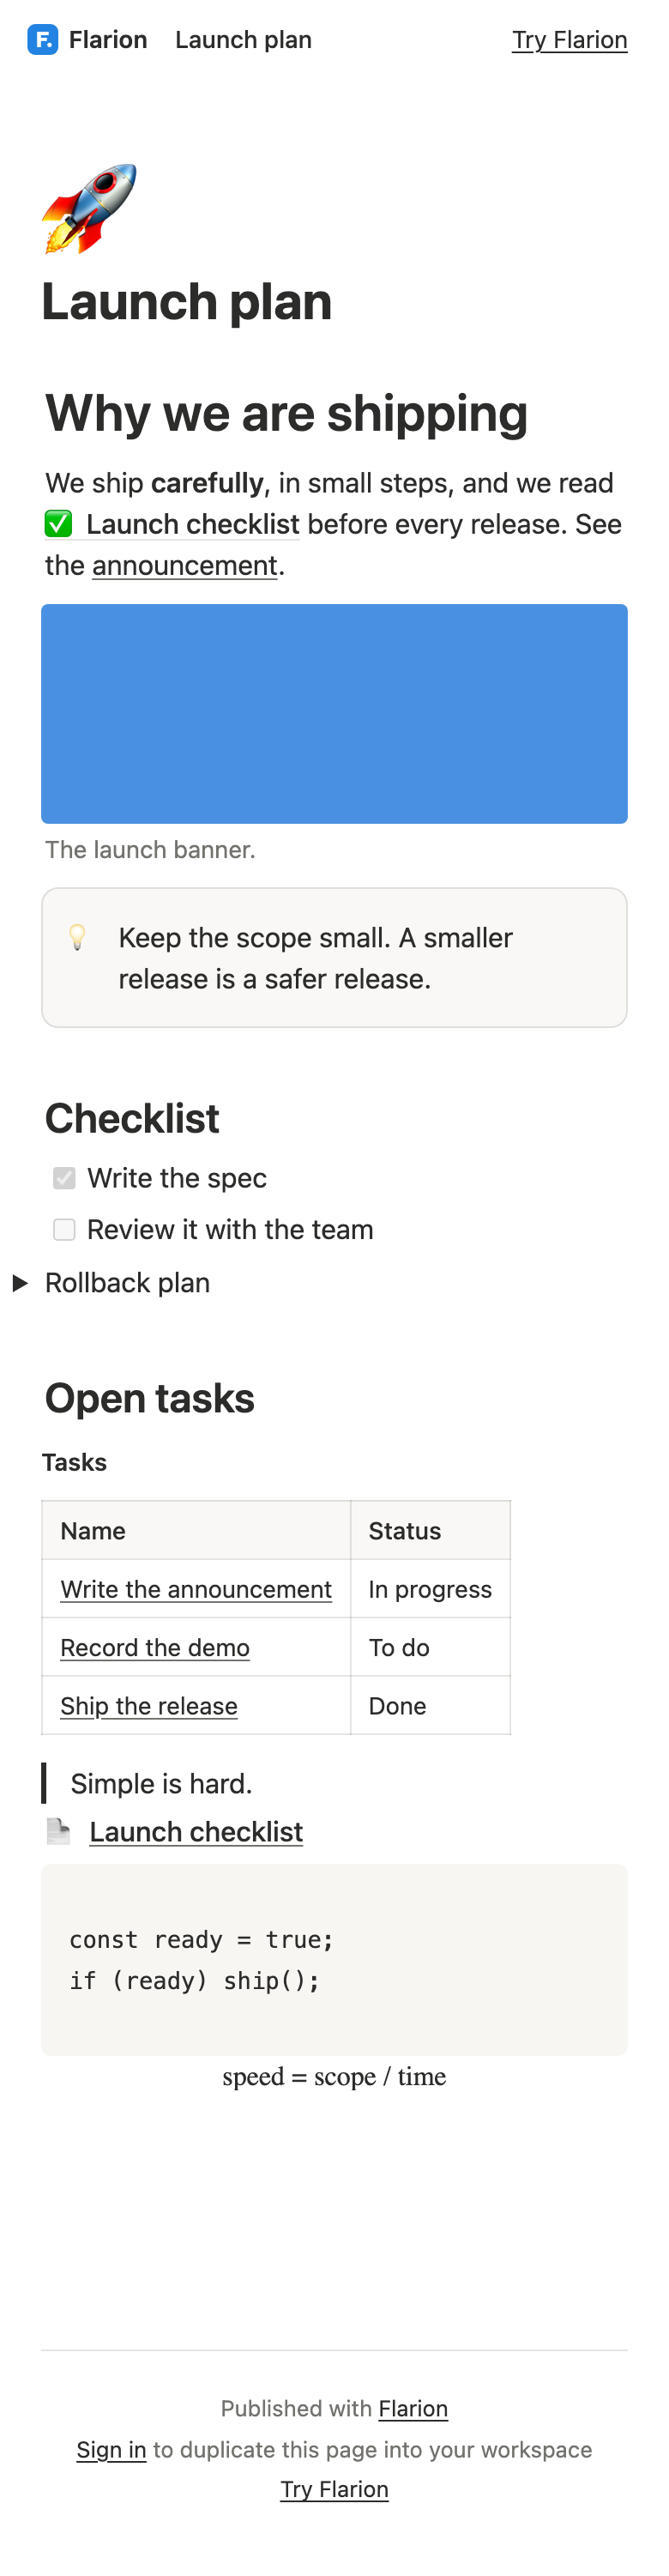 F. Flarion Launch plan Try Flarion
Launch plan
Why we are shipping
We ship carefully, in small steps, and we read
✅ Launch checklist before every release. See
the announcement.
The launch banner.
Keep the scope small. A smaller
release is a safer release.
Checklist
Write the spec
Review it with the team
Rollback plan
Open tasks
Tasks
Name Status
Write the announcement In progress
Record the demo To do
Ship the release Done
Simple is hard.
Launch checklist
const ready = true;
if (ready) ship();
speed = scope / time
Published with Flarion
Sign in to duplicate this page into your workspace
Try Flarion